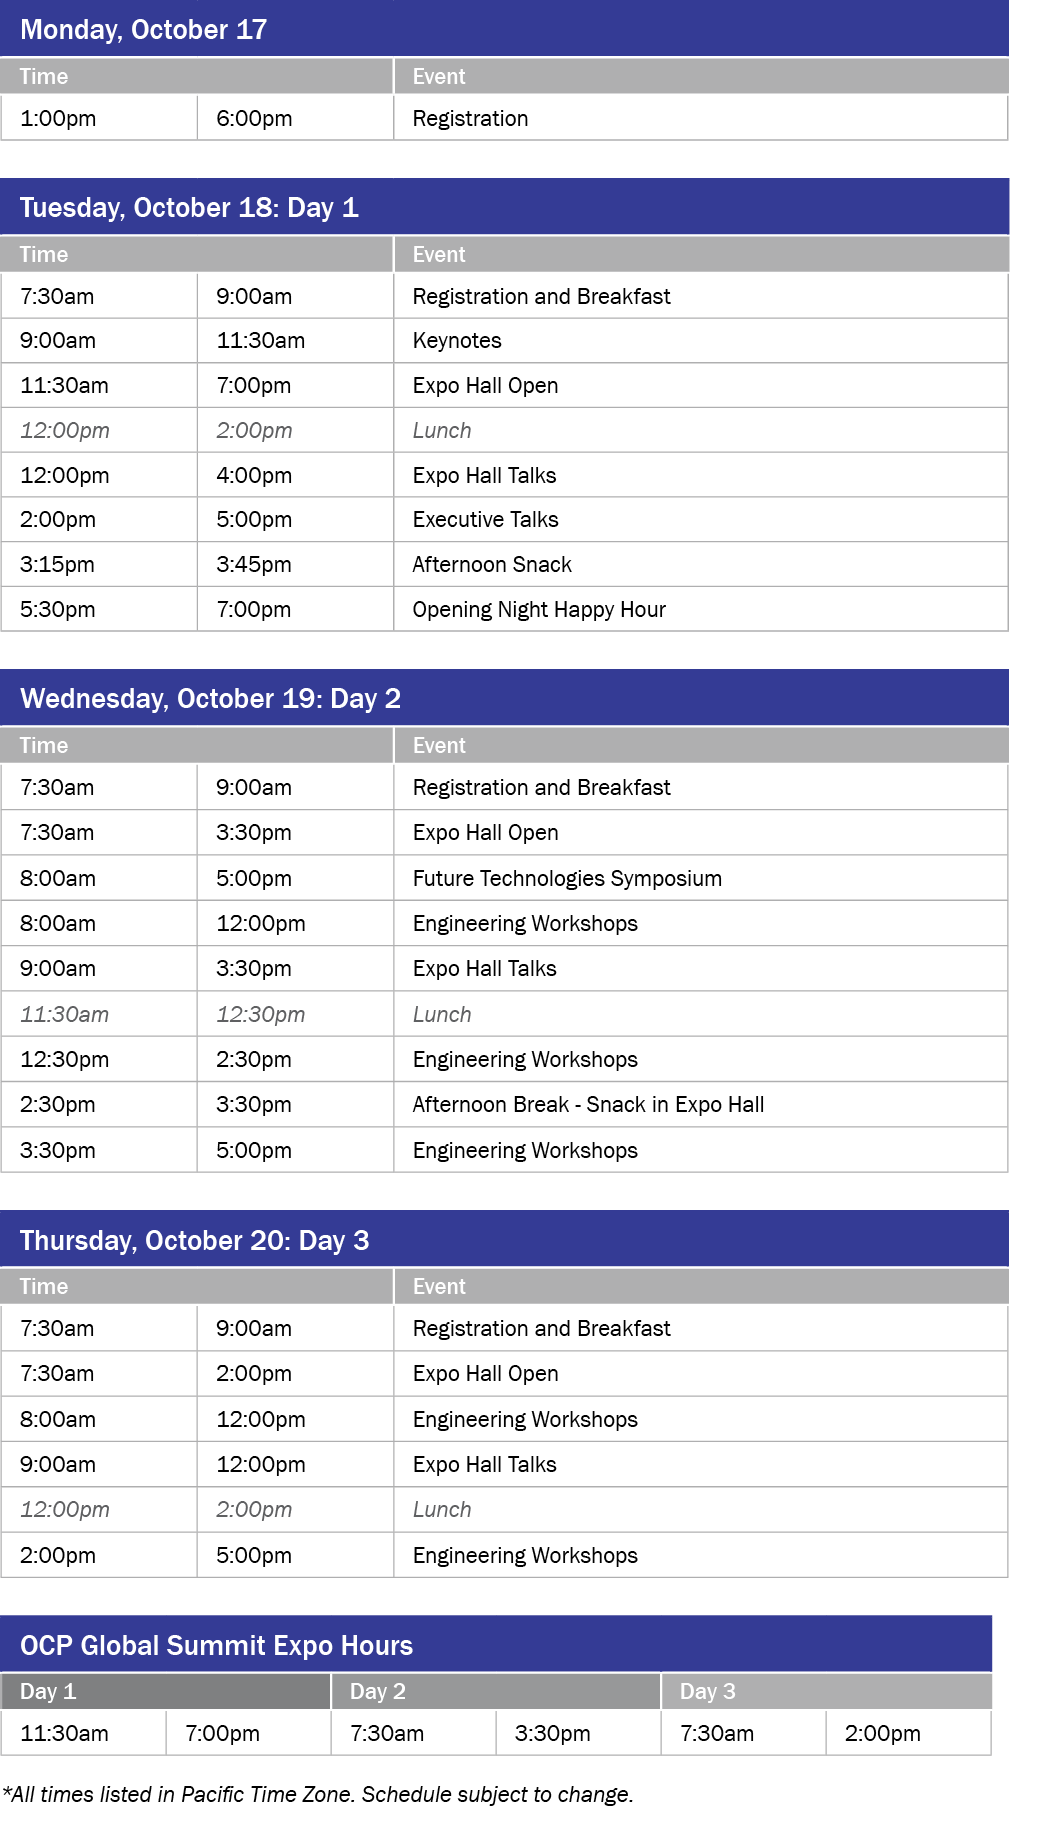 Monday, October 17
Time Event
1:00pm 6:00pm Registration
Tuesday, October 18: Day 1
Time Event
7:30am 9:00am Registration and Breakfast
9:00am 11:30am Keynotes
11:30am 7:00pm Expo Hall Open
12:00pm 2:00pm Lunch
12:00pm 4:00pm Expo Hall Talks
2:00pm 5:00pm Executive Talks
3:15pm 3:45pm Afternoon Snack
5:30pm 7:00pm Opening Night Happy Hour
Wednesday, October 19: Day 2
Time Event
7:30am 9:00am Registration and Breakfast
7:30am 3:30pm Expo Hall Open
8:00am 5:00pm Future Technologies Symposium
8:00am 12:00pm Engineering Workshops
9:00am 3:30pm Expo Hall Talks
11:30am 12:30pm Lunch
12:30pm 2:30pm Engineering Workshops
2:30pm 3:30pm Afternoon Break - Snack in Expo Hall
3:30pm 5:00pm Engineering Workshops
Thursday, October 20: Day 3
Time Event
7:30am 9:00am Registration and Breakfast
7:30am 2:00pm Expo Hall Open
8:00am 12:00pm Engineering Workshops
9:00am 12:00pm Expo Hall Talks
12:00pm 2:00pm Lunch
2:00pm 5:00pm Engineering Workshops
OCP Global Summit Expo Hours
Day 1 Day 2 Day 3
11:30am 7:00pm 7:30am 3:30pm 7:30am 2:00pm
*All times listed in Pacific Time Zone. Schedule subject to change.